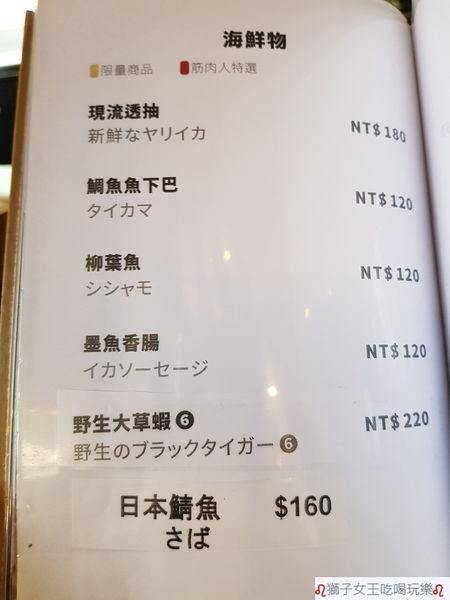 海鮮物
限量商品 筋肉人特選
現流透抽
新鮮なヤリイカ NT$180
鯛魚魚下巴
タイカマ NT$120
柳葉魚
シシャモ NT$120
墨魚香腸
イカソーセージ NT$120
野生大草蝦❻ NT$220
野生のブラックタイガー❻
日本鯖魚 $160
さば
♌獅子女王吃喝玩樂♌